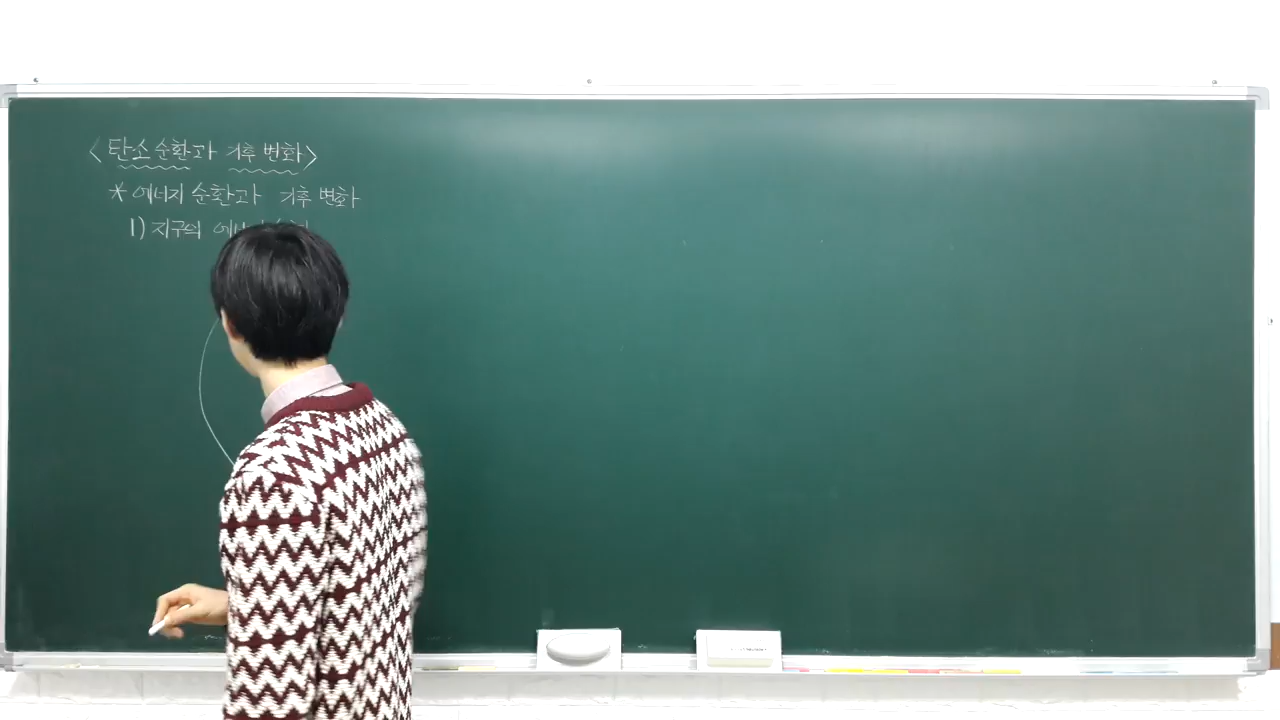 <탄소 순환과 기후 변화>
* 에너지 순환과 기후 변화
1) 지구의